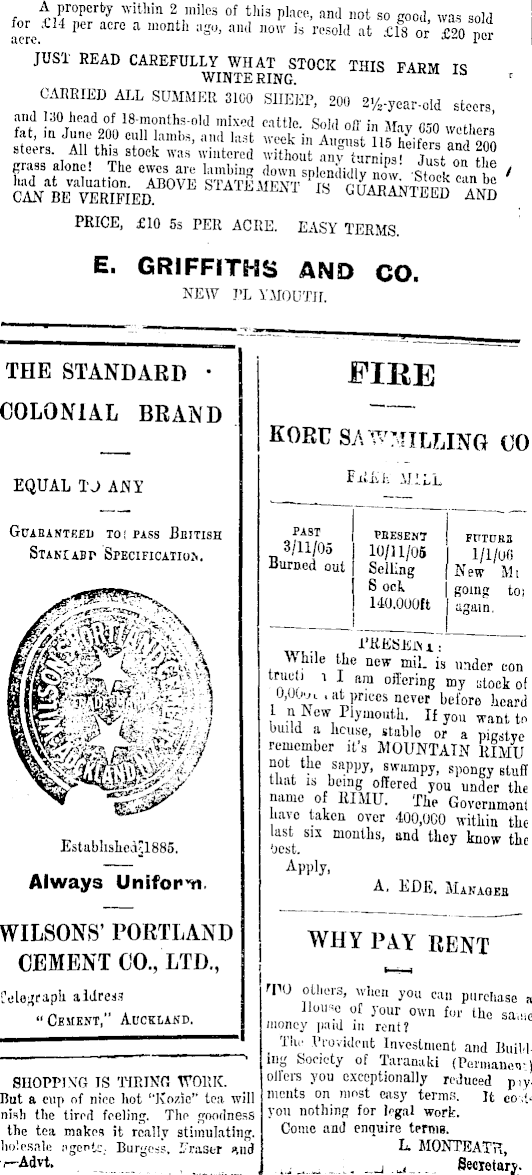 A property within 2 miles of this place, and not so good, was sold
for £14 per acre a month ago, and now is resold at £18 or £20 per
acre.
JUST READ CAREFULLY WHAT STOCK THIS FARM IS
WINTERING.
CARRIED ALL SUMMER 3100 SHEEP, 200 2½-year-old steers,
and 130 head of 18-months-old mixed cattle. Sold off in May 650 wethers
fat, in June 200 cull lambs, and last week in August 115 heifers and 200
steers. All this stock was wintered without any turnips! Just on the
grass alone! The ewes are lambing down splendidly now. Stock can be
had at valuation. ABOVE STATEMENT IS GUARANTEED AND
CAN BE VERIFIED.
PRICE, £10 5s PER ACRE. EASY TERMS.
E. GRIFFITHS AND CO.
NEW PLYMOUTH.
THE STANDARD
COLONIAL BRAND
EQUAL TO ANY
GUARANTEED TO PASS BRITISH
STANDARD SPECIFICATION.
WILSON'S PORTLAND CEMENT
TRADE MARK
AUCKLAND N.Z.
Established 1885.
Always Uniform.
WILSONS' PORTLAND
CEMENT CO., LTD.,
Telegraph address
"CEMENT," AUCKLAND.
SHOPPING IS TIRING WORK.
But a cup of nice hot "Kozie" tea will
nish the tired feeling. The goodness
the tea makes it really stimulating.
holesale agents, Burgess, Fraser and
—Advt.
FIRE
KORU SAWMILLING CO
FREE MILL
PAST
3/11/05
Burned out
PRESENT
10/11/05
Selling
Stock
140,000ft
FUTURE
1/1/06
New Mi
going to
again.
PRESENT:
While the new mill is under con
tructi n I am offering my stock of
at prices never before heard
in New Plymouth. If you want to
build a house, stable or a pigstye
remember it's MOUNTAIN RIMU
not the sappy, swampy, spongy stuff
that is being offered you under the
name of RIMU. The Government
have taken over 400,000 within the
last six months, and they know the
best.
Apply,
A. EDE, MANAGER
WHY PAY RENT
TO others, when you can purchase a
House of your own for the same
money paid in rent?
The Provident Investment and Build-
ing Society of Taranaki (Permanent)
offers you exceptionally reduced pay
ments on most easy terms. It cost
you nothing for legal work.
Come and enquire terms.
L. MONTEATH,
Secretary.